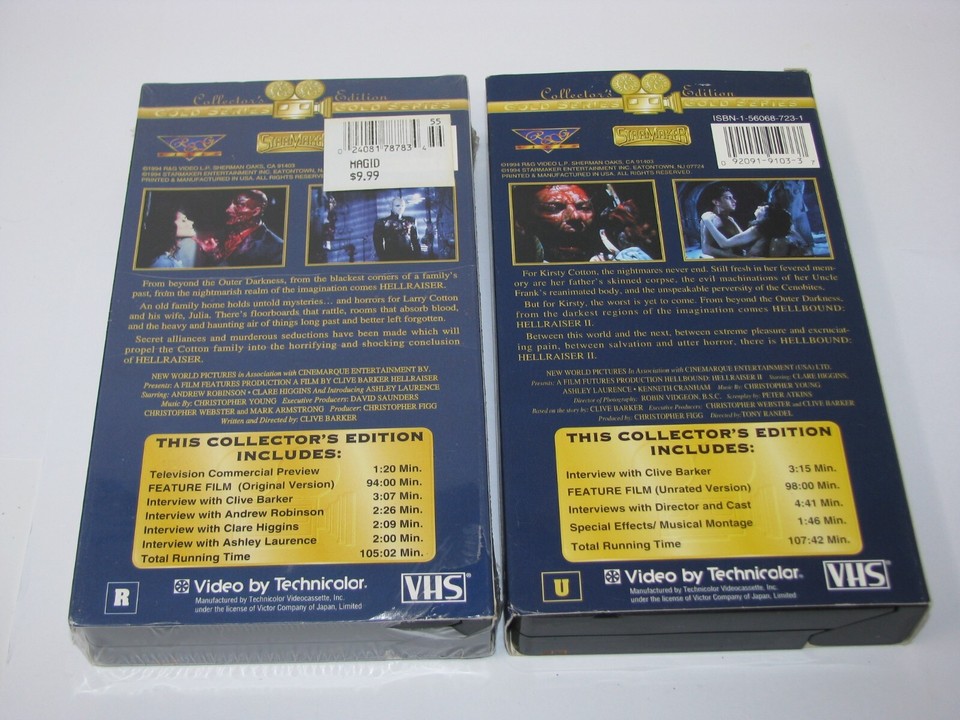 Collector's Edition
GOLD SERIES GOLD SERIES
R&G
VIDEO
STARMAKER
55
0 24081 78783 4
MAGID
$9.99
©1994 R&G VIDEO L.P. SHERMAN OAKS, CA 91403
©1994 STARMAKER ENTERTAINMENT INC. EATONTOWN,
PRINTED & MANUFACTURED IN USA. ALL RIGHTS
From beyond the Outer Darkness, from the blackest corners of a family's
past, from the nightmarish realm of the imagination comes HELLRAISER.
An old family home holds untold mysteries... and horrors for Larry Cotton
and his wife, Julia. There's floorboards that rattle, rooms that absorb blood,
and the heavy and haunting air of things long past and better left forgotten.
Secret alliances and murderous seductions have been made which will
propel the Cotton family into the horrifying and shocking conclusion
of HELLRAISER.
NEW WORLD PICTURES in Association with CINEMARQUE ENTERTAINMENT B.V.
Presents: A FILM FEATURES PRODUCTION A FILM BY CLIVE BARKER HELLRAISER
Starring: ANDREW ROBINSON • CLARE HIGGINS And Introducing ASHLEY LAURENCE
Music By: CHRISTOPHER YOUNG Executive Producers: DAVID SAUNDERS
CHRISTOPHER WEBSTER and MARK ARMSTRONG Producer: CHRISTOPHER FIGG
Written and Directed by: CLIVE BARKER
THIS COLLECTOR'S EDITION
INCLUDES:
Television Commercial Preview 1:20 Min.
FEATURE FILM (Original Version) 94:00 Min.
Interview with Clive Barker 3:07 Min.
Interview with Andrew Robinson 2:26 Min.
Interview with Clare Higgins 2:09 Min.
Interview with Ashley Laurence 2:00 Min.
Total Running Time 105:02 Min.
R
Video by Technicolor®
Manufactured by Technicolor Videocassette, Inc.
under the license of Victor Company of Japan, Limited
VHS®
Collector's Edition
GOLD SERIES GOLD SERIES
R&G
VIDEO
STARMAKER
ISBN-1-56068-723-1
0 92091-9103-3 7
©1994 R&G VIDEO L.P. SHERMAN OAKS, CA 91403
©1994 STARMAKER ENTERTAINMENT INC. EATONTOWN, NJ 07724
PRINTED & MANUFACTURED IN USA. ALL RIGHTS RESERVED.
For Kirsty Cotton, the nightmares never end. Still fresh in her fevered mem-
ory are her father's skinned corpse, the evil machinations of her Uncle
Frank's reanimated body, and the unspeakable perversity of the Cenobites.
But for Kirsty, the worst is yet to come. From beyond the Outer Darkness,
from the darkest regions of the imagination comes HELLBOUND:
HELLRAISER II.
Between this world and the next, between extreme pleasure and excruciat-
ing pain, between salvation and utter horror, there is HELLBOUND:
HELLRAISER II.
NEW WORLD PICTURES In Association with CINEMARQUE ENTERTAINMENT (USA) LTD.
Presents: A FILM FUTURES PRODUCTION HELLBOUND: HELLRAISER II Starring: CLARE HIGGINS,
ASHLEY LAURENCE • KENNETH CRANHAM Music By: CHRISTOPHER YOUNG
Director of Photography: ROBIN VIDGEON, B.S.C. Screenplay by: PETER ATKINS
Based on the story by: CLIVE BARKER Executive Producers: CHRISTOPHER WEBSTER and CLIVE BARKER
Produced by: CHRISTOPHER FIGG Directed by: TONY RANDEL
THIS COLLECTOR'S EDITION
INCLUDES:
Interview with Clive Barker 3:15 Min.
FEATURE FILM (Unrated Version) 98:00 Min.
Interviews with Director and Cast 4:41 Min.
Special Effects/ Musical Montage 1:46 Min.
Total Running Time 107:42 Min.
U
Video by Technicolor®
Manufactured by Technicolor Videocassette, Inc.
under the license of Victor Company of Japan, Limited
VHS®